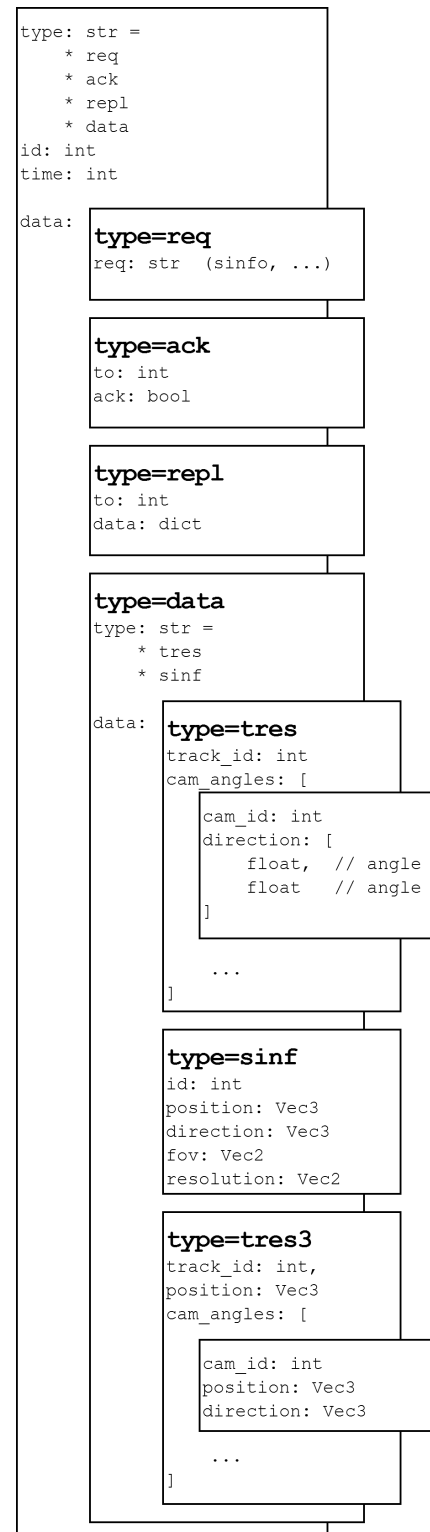 type: str =
* req
* ack
* repl
* data
id: int
time: int
data:
type=req
req: str  (sinfo, ...)
type=ack
to: int
ack: bool
type=repl
to: int
data: dict
type=data
type: str =
* tres
* sinf
data:
type=tres
track_id: int
cam_angles: [
cam_id: int
direction: [
float,  // angle
float   // angle
]
...
]
type=sinf
id: int
position: Vec3
direction: Vec3
fov: Vec2
resolution: Vec2
type=tres3
track_id: int,
position: Vec3
cam_angles: [
cam_id: int
position: Vec3
direction: Vec3
...
]